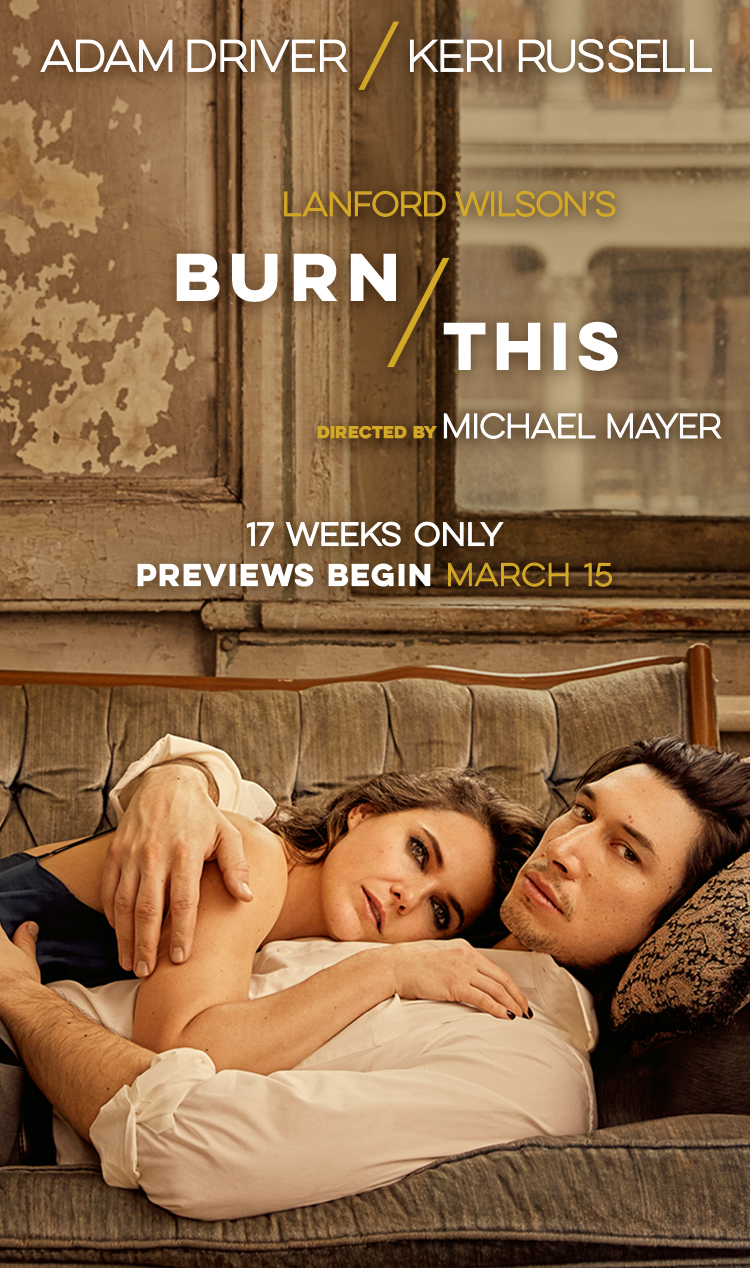 ADAM DRIVER / KERI RUSSELL
LANFORD WILSON'S
BURN /
THIS
DIRECTED BY MICHAEL MAYER
17 WEEKS ONLY
PREVIEWS BEGIN MARCH 15